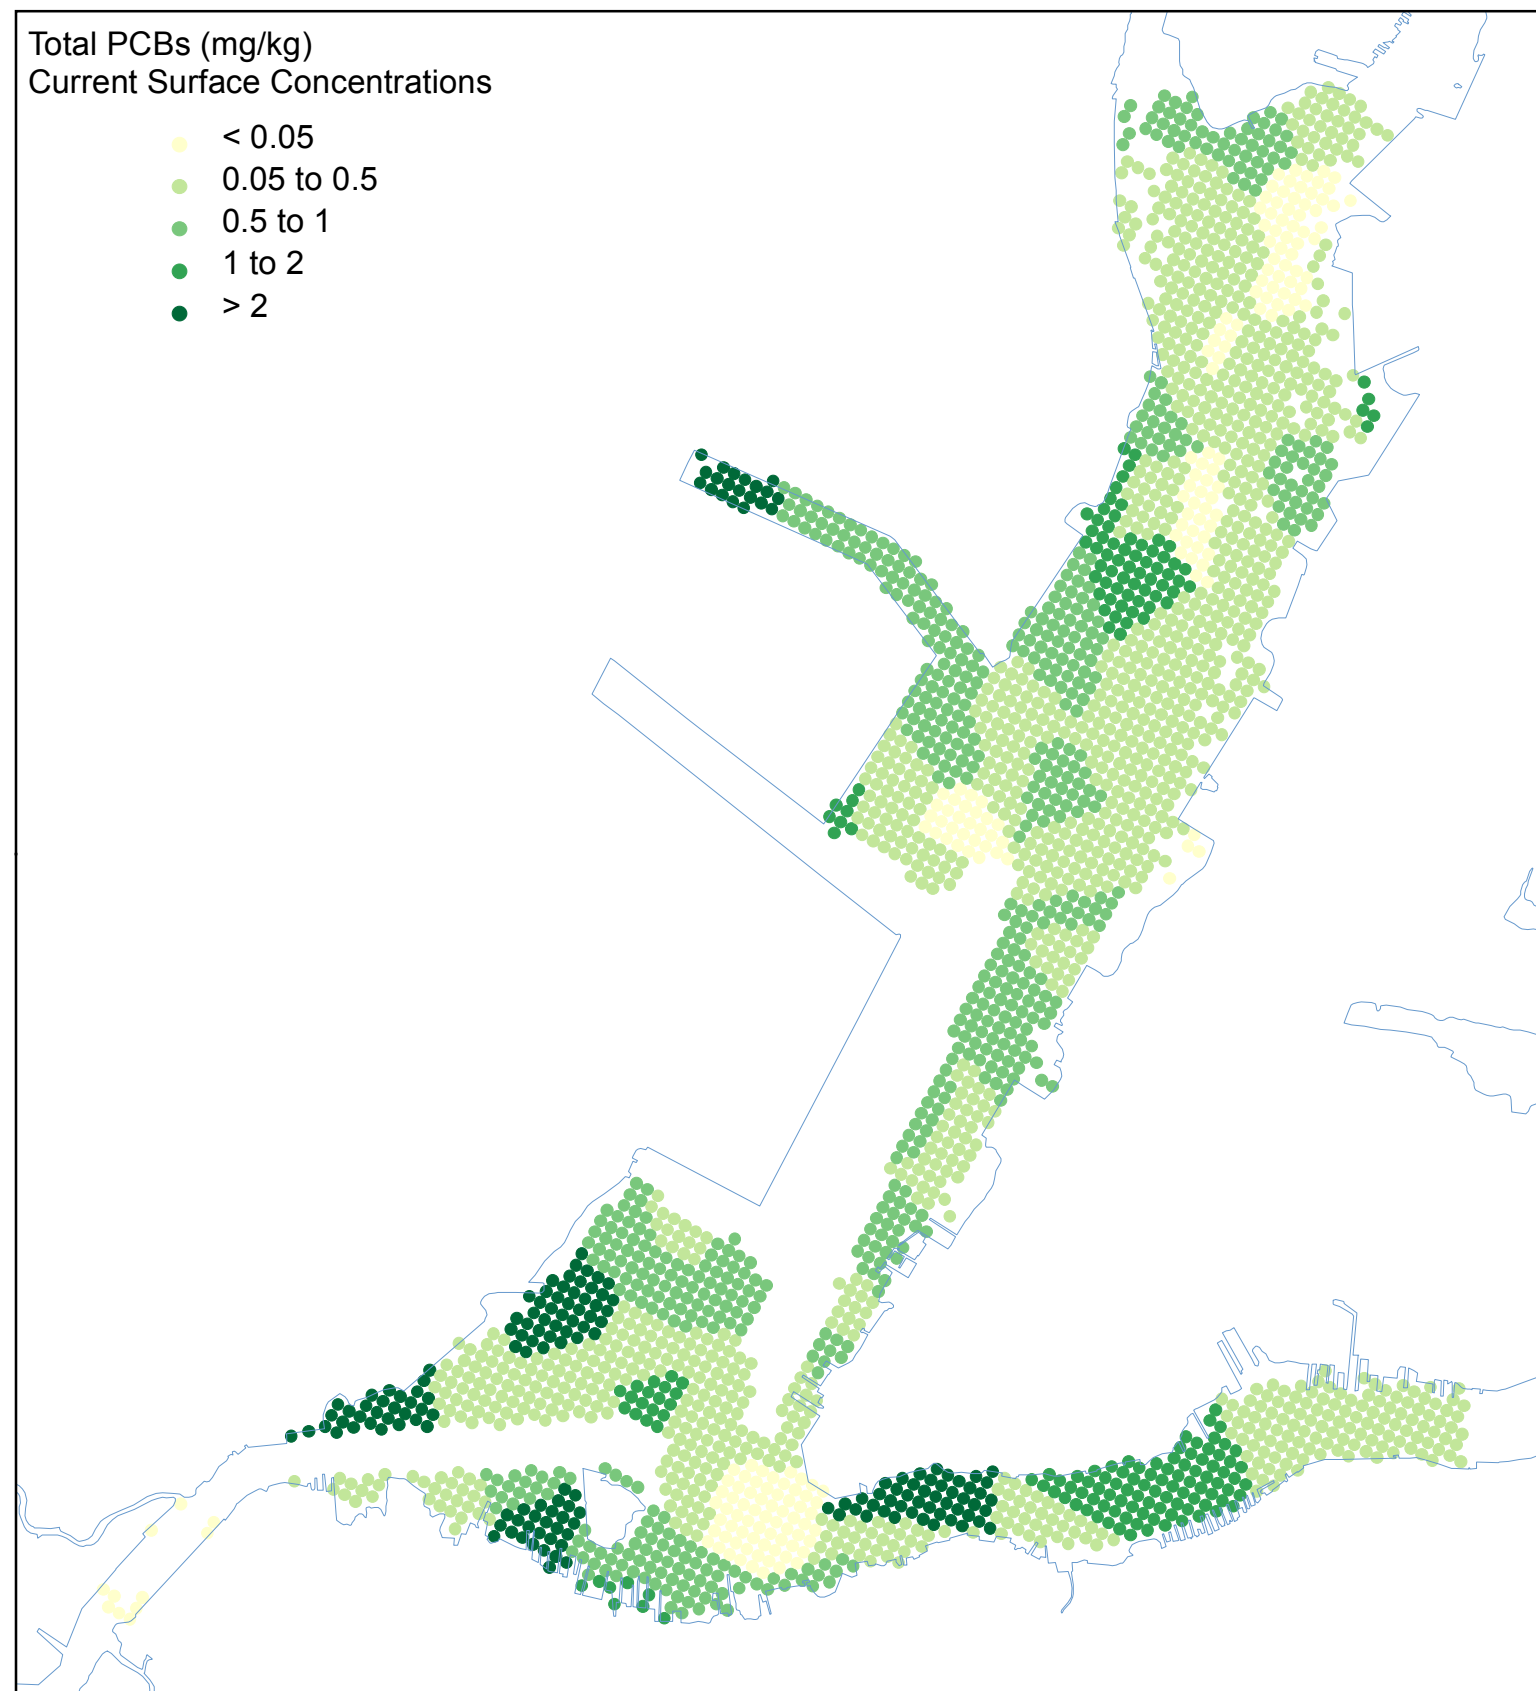 Total PCBs (mg/kg)
Current Surface Concentrations
< 0.05
0.05 to 0.5
0.5 to 1
1 to 2
> 2